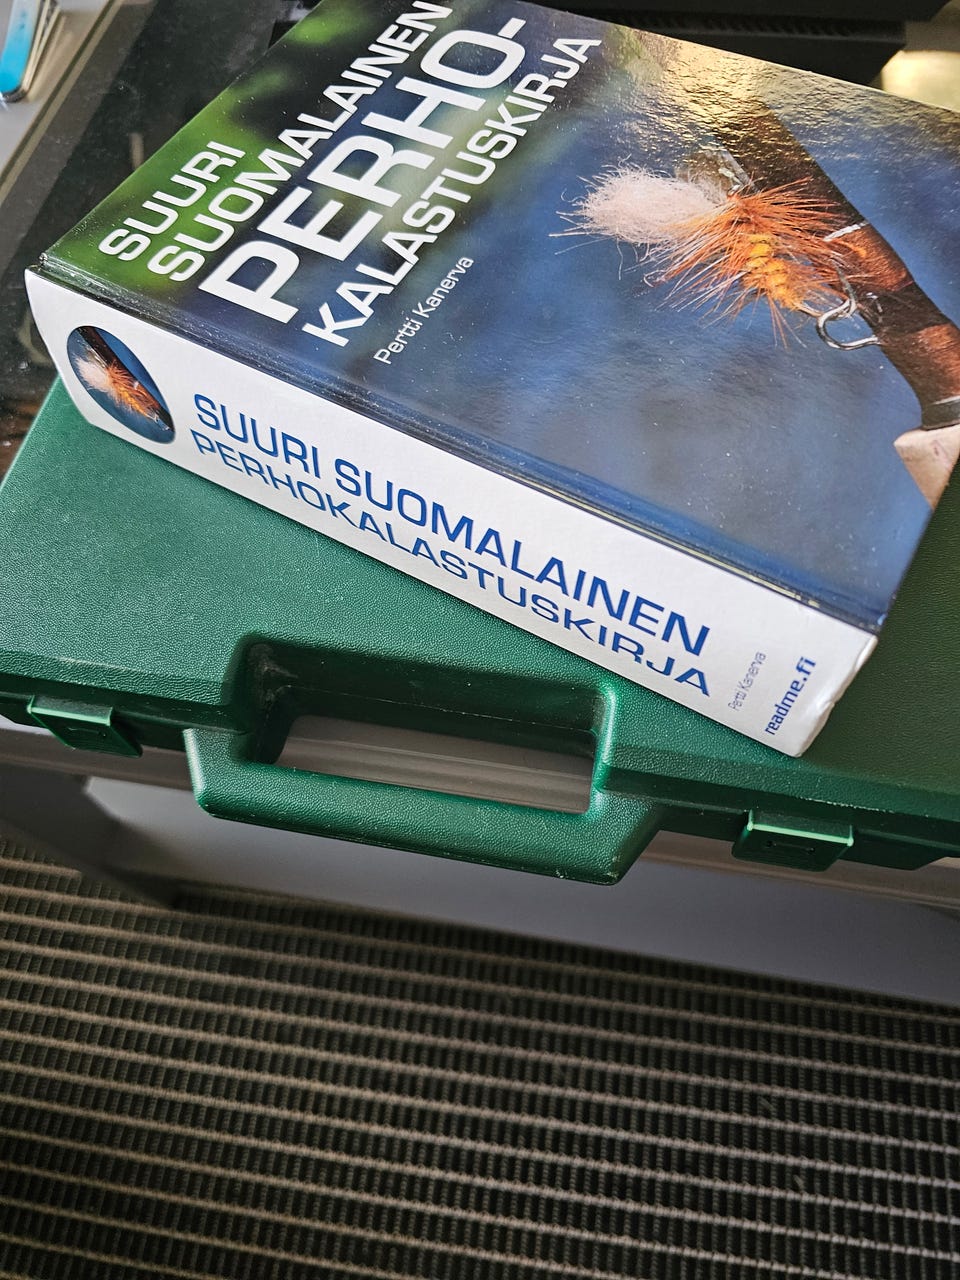 SUURI
SUOMALAINEN
PERHO-
KALASTUSKIRJA
Pertti Kanerva
SUURI SUOMALAINEN
PERHOKALASTUSKIRJA
Pertti Kanerva
readme.fi